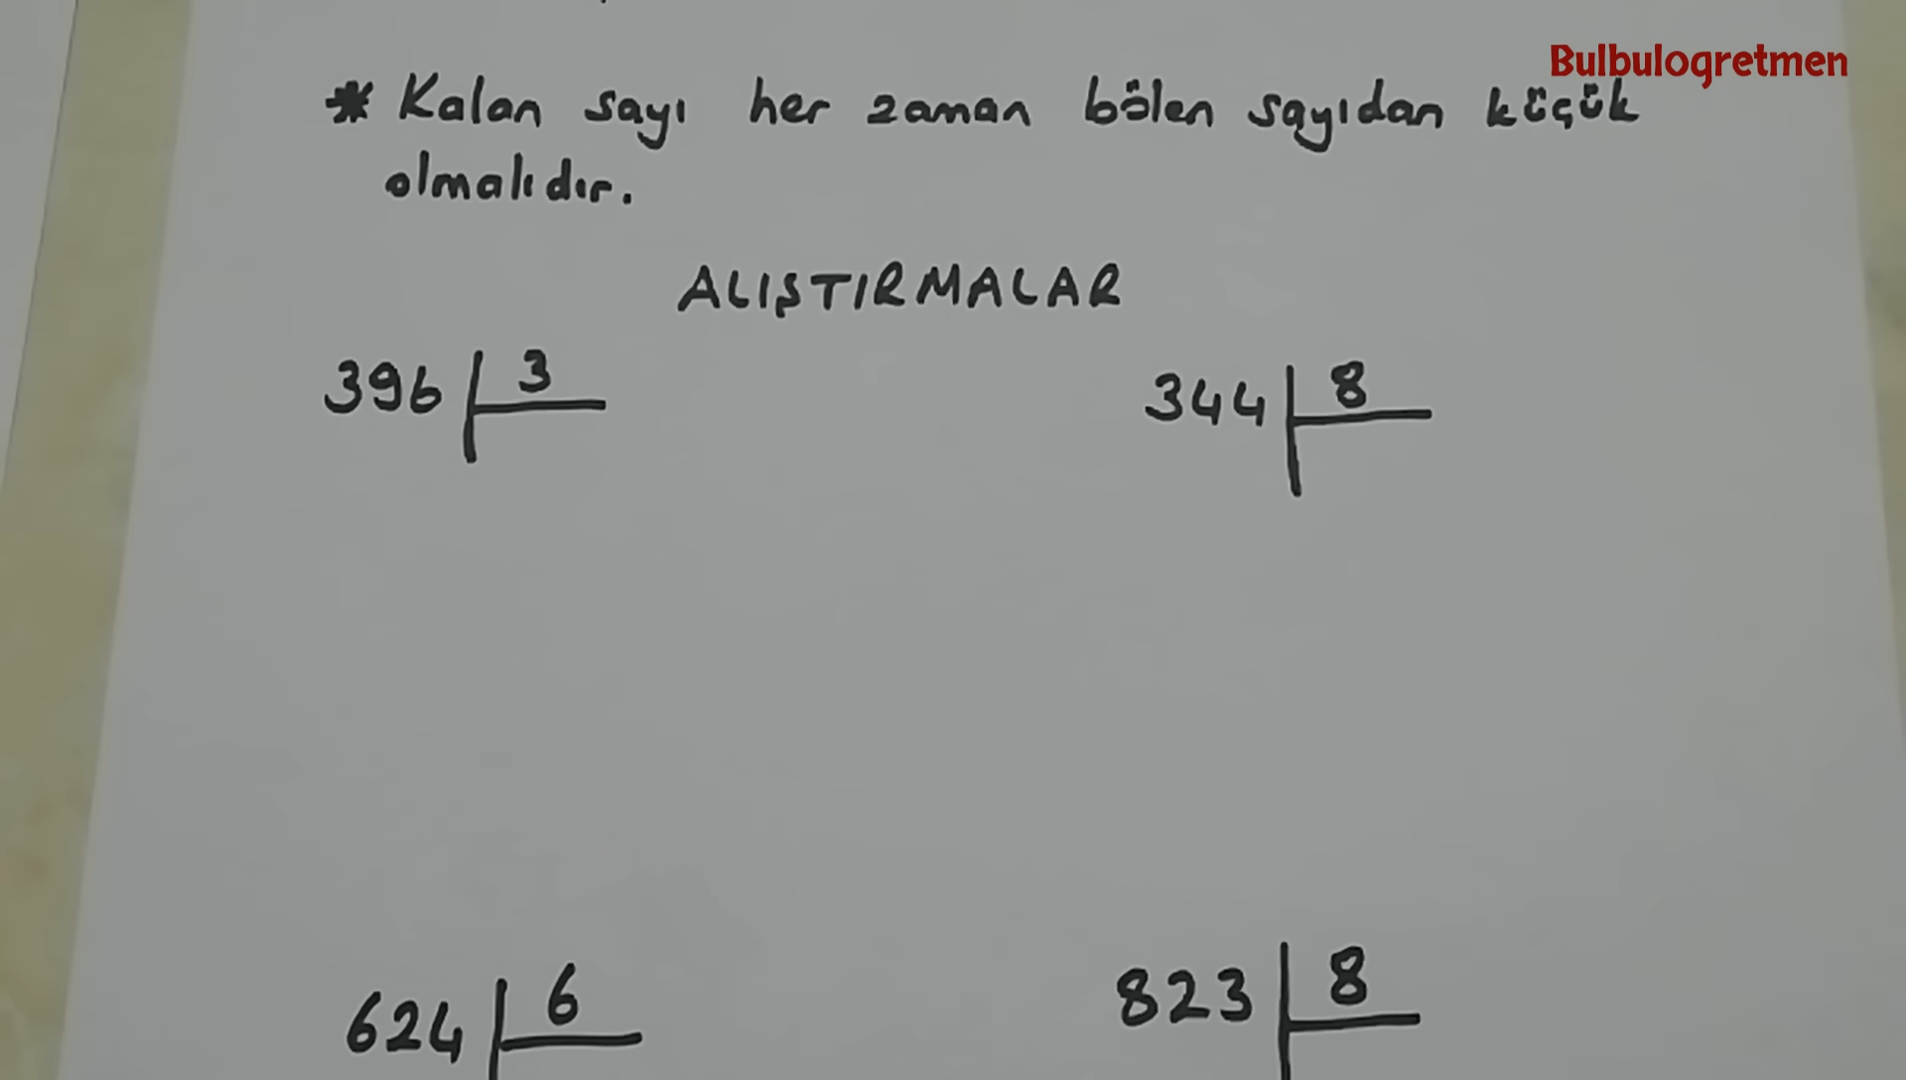 Bulbulogretmen
* Kalan sayı her zaman bölen sayıdan küçük
olmalıdır.
ALIŞTIRMALAR
396 3
344 8
624 6
823 8